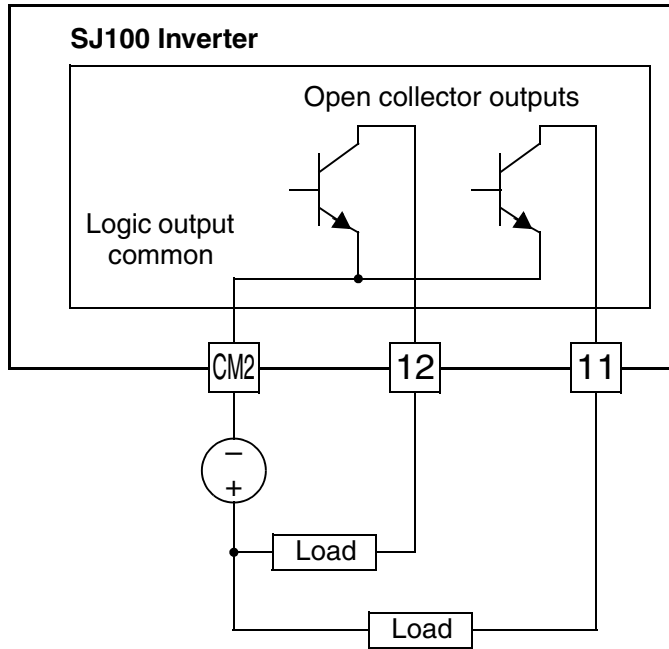 SJ100 Inverter
Open collector outputs
Logic output
common
CM2
12
11
−
+
Load
Load